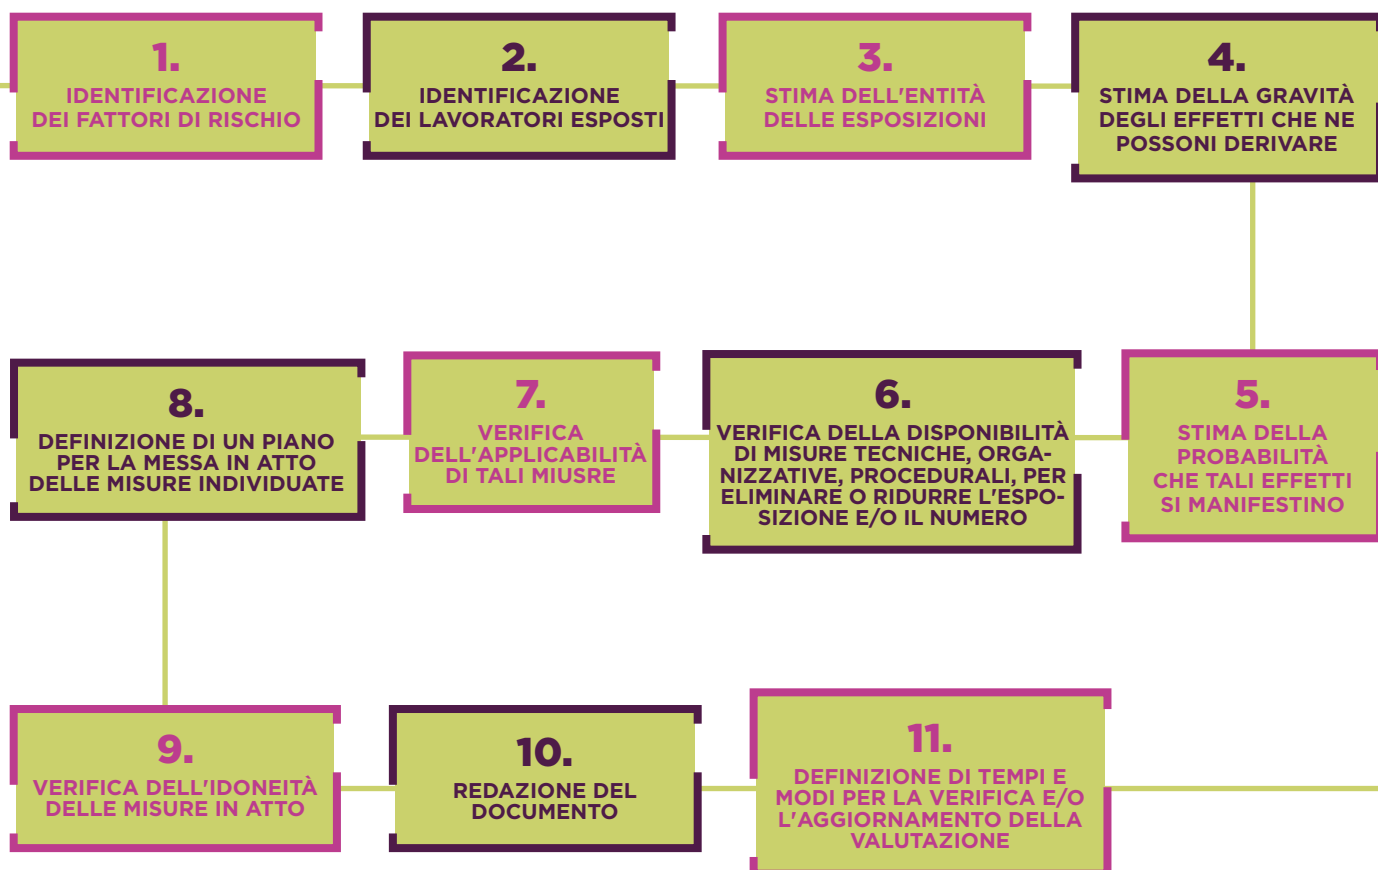 1.
IDENTIFICAZIONE
DEI FATTORI DI RISCHIO
2.
IDENTIFICAZIONE
DEI LAVORATORI ESPOSTI
3.
STIMA DELL'ENTITÀ
DELLE ESPOSIZIONI
4.
STIMA DELLA GRAVITÀ
DEGLI EFFETTI CHE NE
POSSONI DERIVARE
5.
STIMA DELLA
PROBABILITÀ
CHE TALI EFFETTI
SI MANIFESTINO
6.
VERIFICA DELLA DISPONIBILITÀ
DI MISURE TECNICHE, ORGA-
NIZZATIVE, PROCEDURALI, PER
ELIMINARE O RIDURRE L'ESPO-
SIZIONE E/O IL NUMERO
7.
VERIFICA
DELL'APPLICABILITÀ
DI TALI MIUSRE
8.
DEFINIZIONE DI UN PIANO
PER LA MESSA IN ATTO
DELLE MISURE INDIVIDUATE
9.
VERIFICA DELL'IDONEITÀ
DELLE MISURE IN ATTO
10.
REDAZIONE DEL
DOCUMENTO
11.
DEFINIZIONE DI TEMPI E
MODI PER LA VERIFICA E/O
L'AGGIORNAMENTO DELLA
VALUTAZIONE